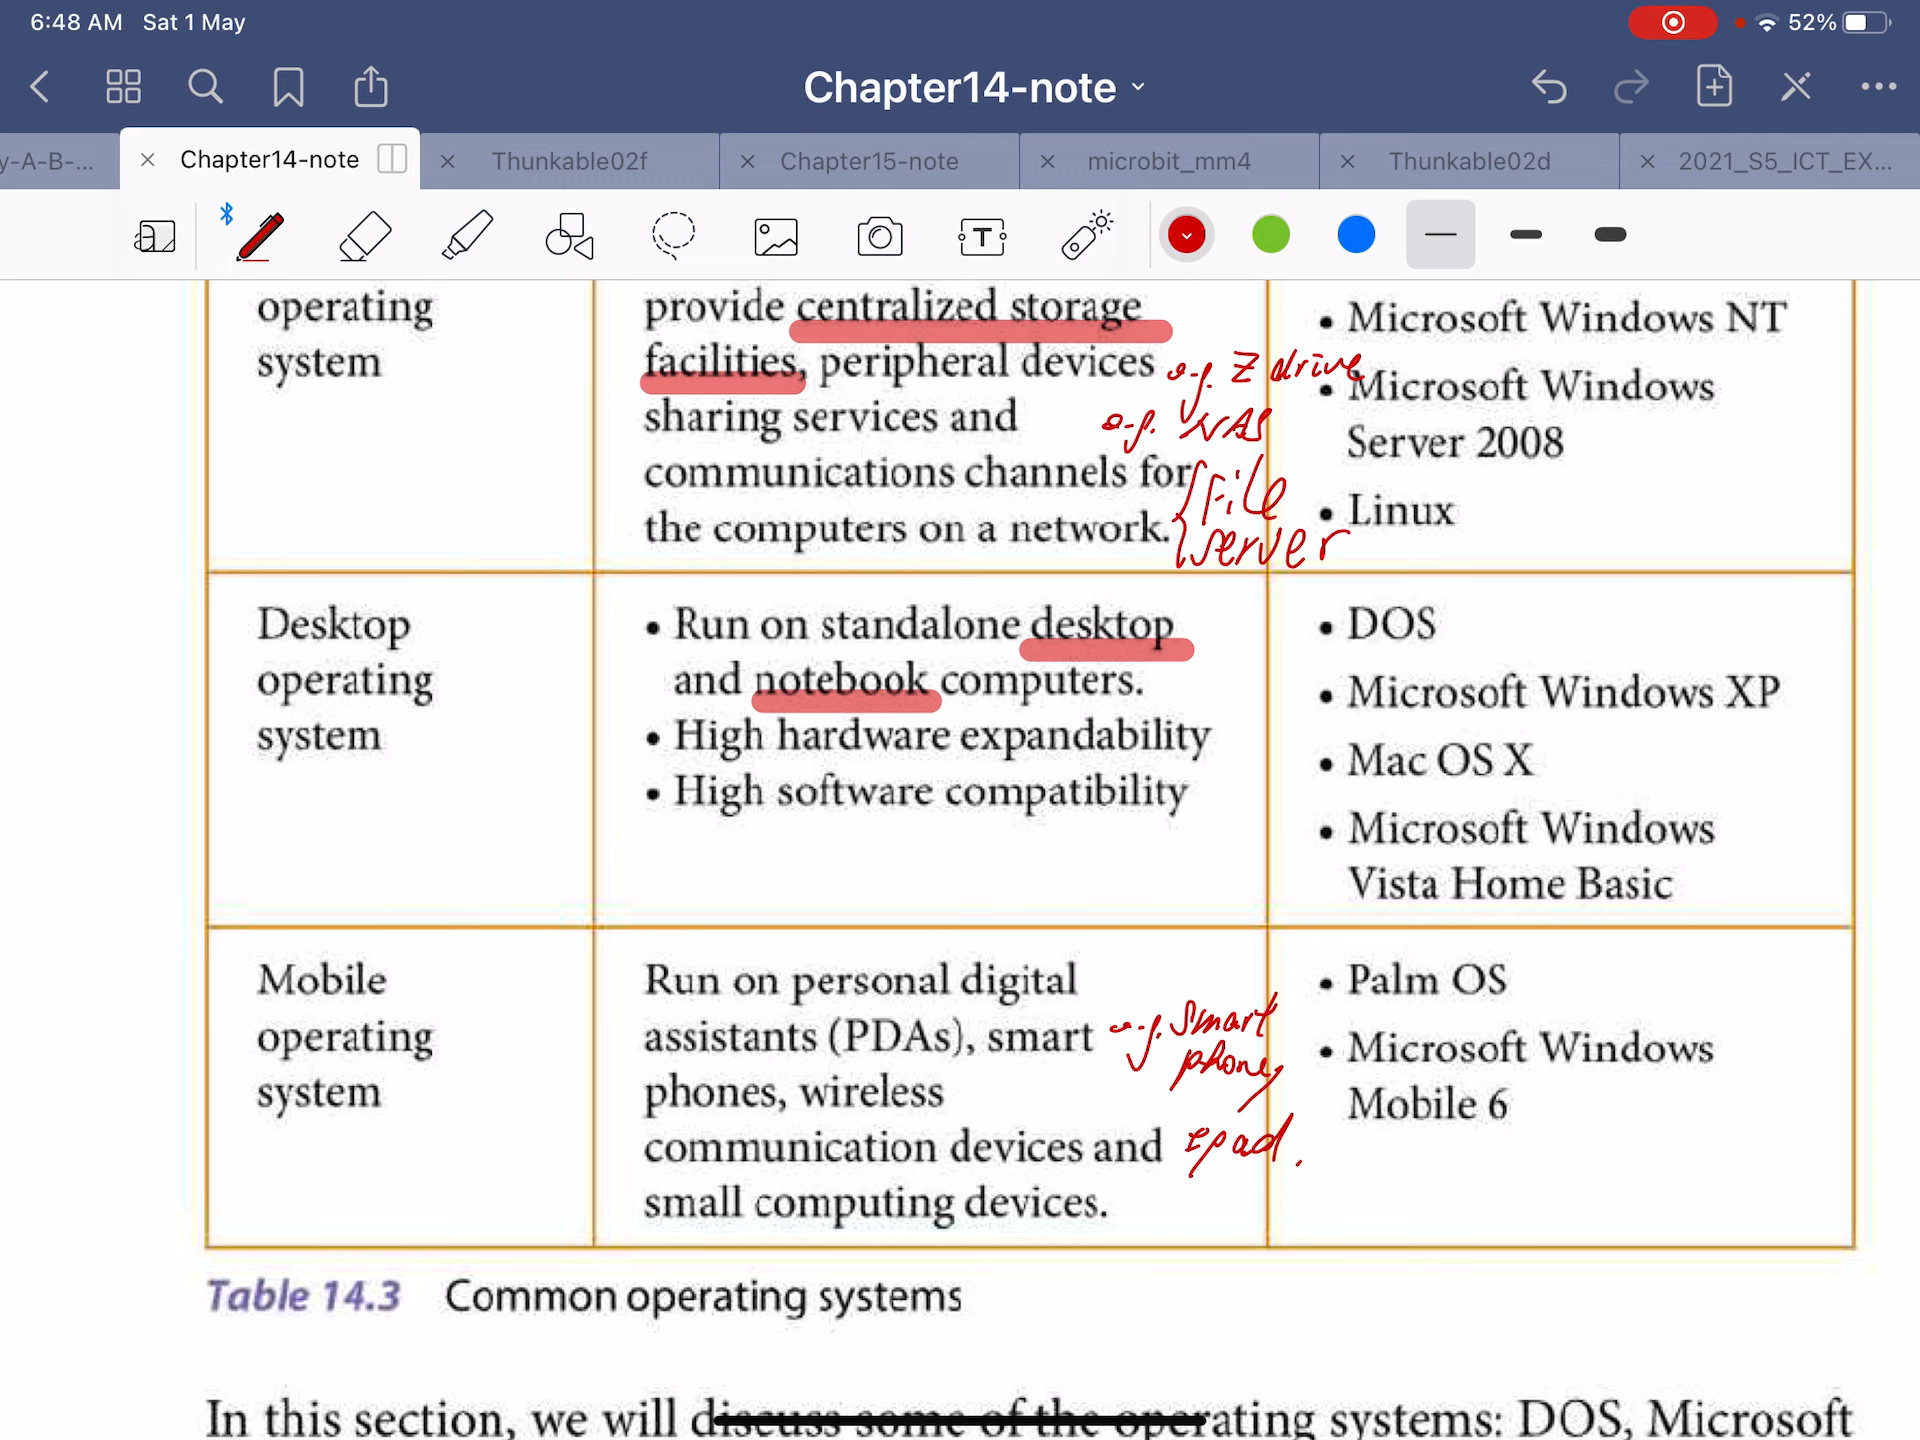 6:48 AM Sat 1 May
52%
Chapter14-note
y-A-B-...
Chapter14-note
Thunkable02f
Chapter15-note
microbit_mm4
Thunkable02d
2021_S5_ICT_EX...
operating
system
provide centralized storage
facilities, peripheral devices
sharing services and
communications channels for
the computers on a network.
e.g. Z drive
e.g. NAS
File
server
• Microsoft Windows NT
• Microsoft Windows
Server 2008
• Linux
Desktop
operating
system
• Run on standalone desktop
and notebook computers.
• High hardware expandability
• High software compatibility
• DOS
• Microsoft Windows XP
• Mac OS X
• Microsoft Windows
Vista Home Basic
Mobile
operating
system
Run on personal digital
assistants (PDAs), smart
phones, wireless
communication devices and
small computing devices.
e.g. Smart
phone,
ipad.
• Palm OS
• Microsoft Windows
Mobile 6
Table 14.3 Common operating systems
In this section, we will discuss some of the operating systems: DOS, Microsoft